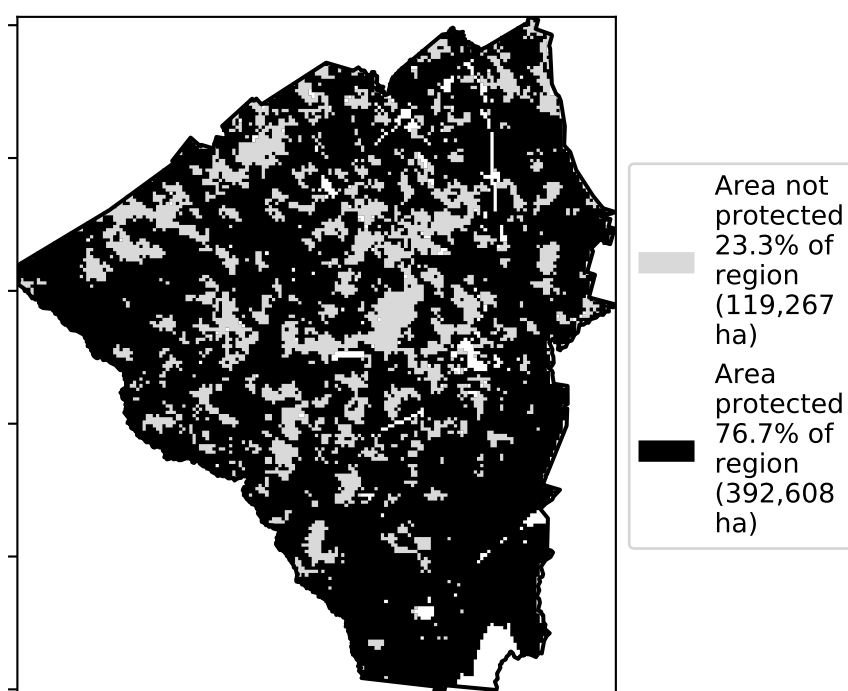 Area not
protected
23.3% of
region
(119,267
ha)
Area
protected
76.7% of
region
(392,608
ha)